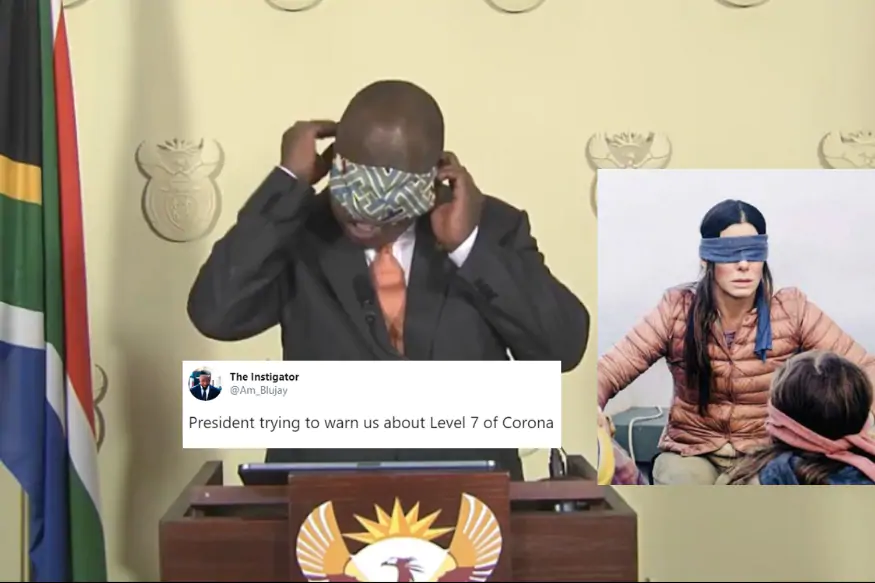 The Instigator
@Am_Blujay
President trying to warn us about Level 7 of Corona